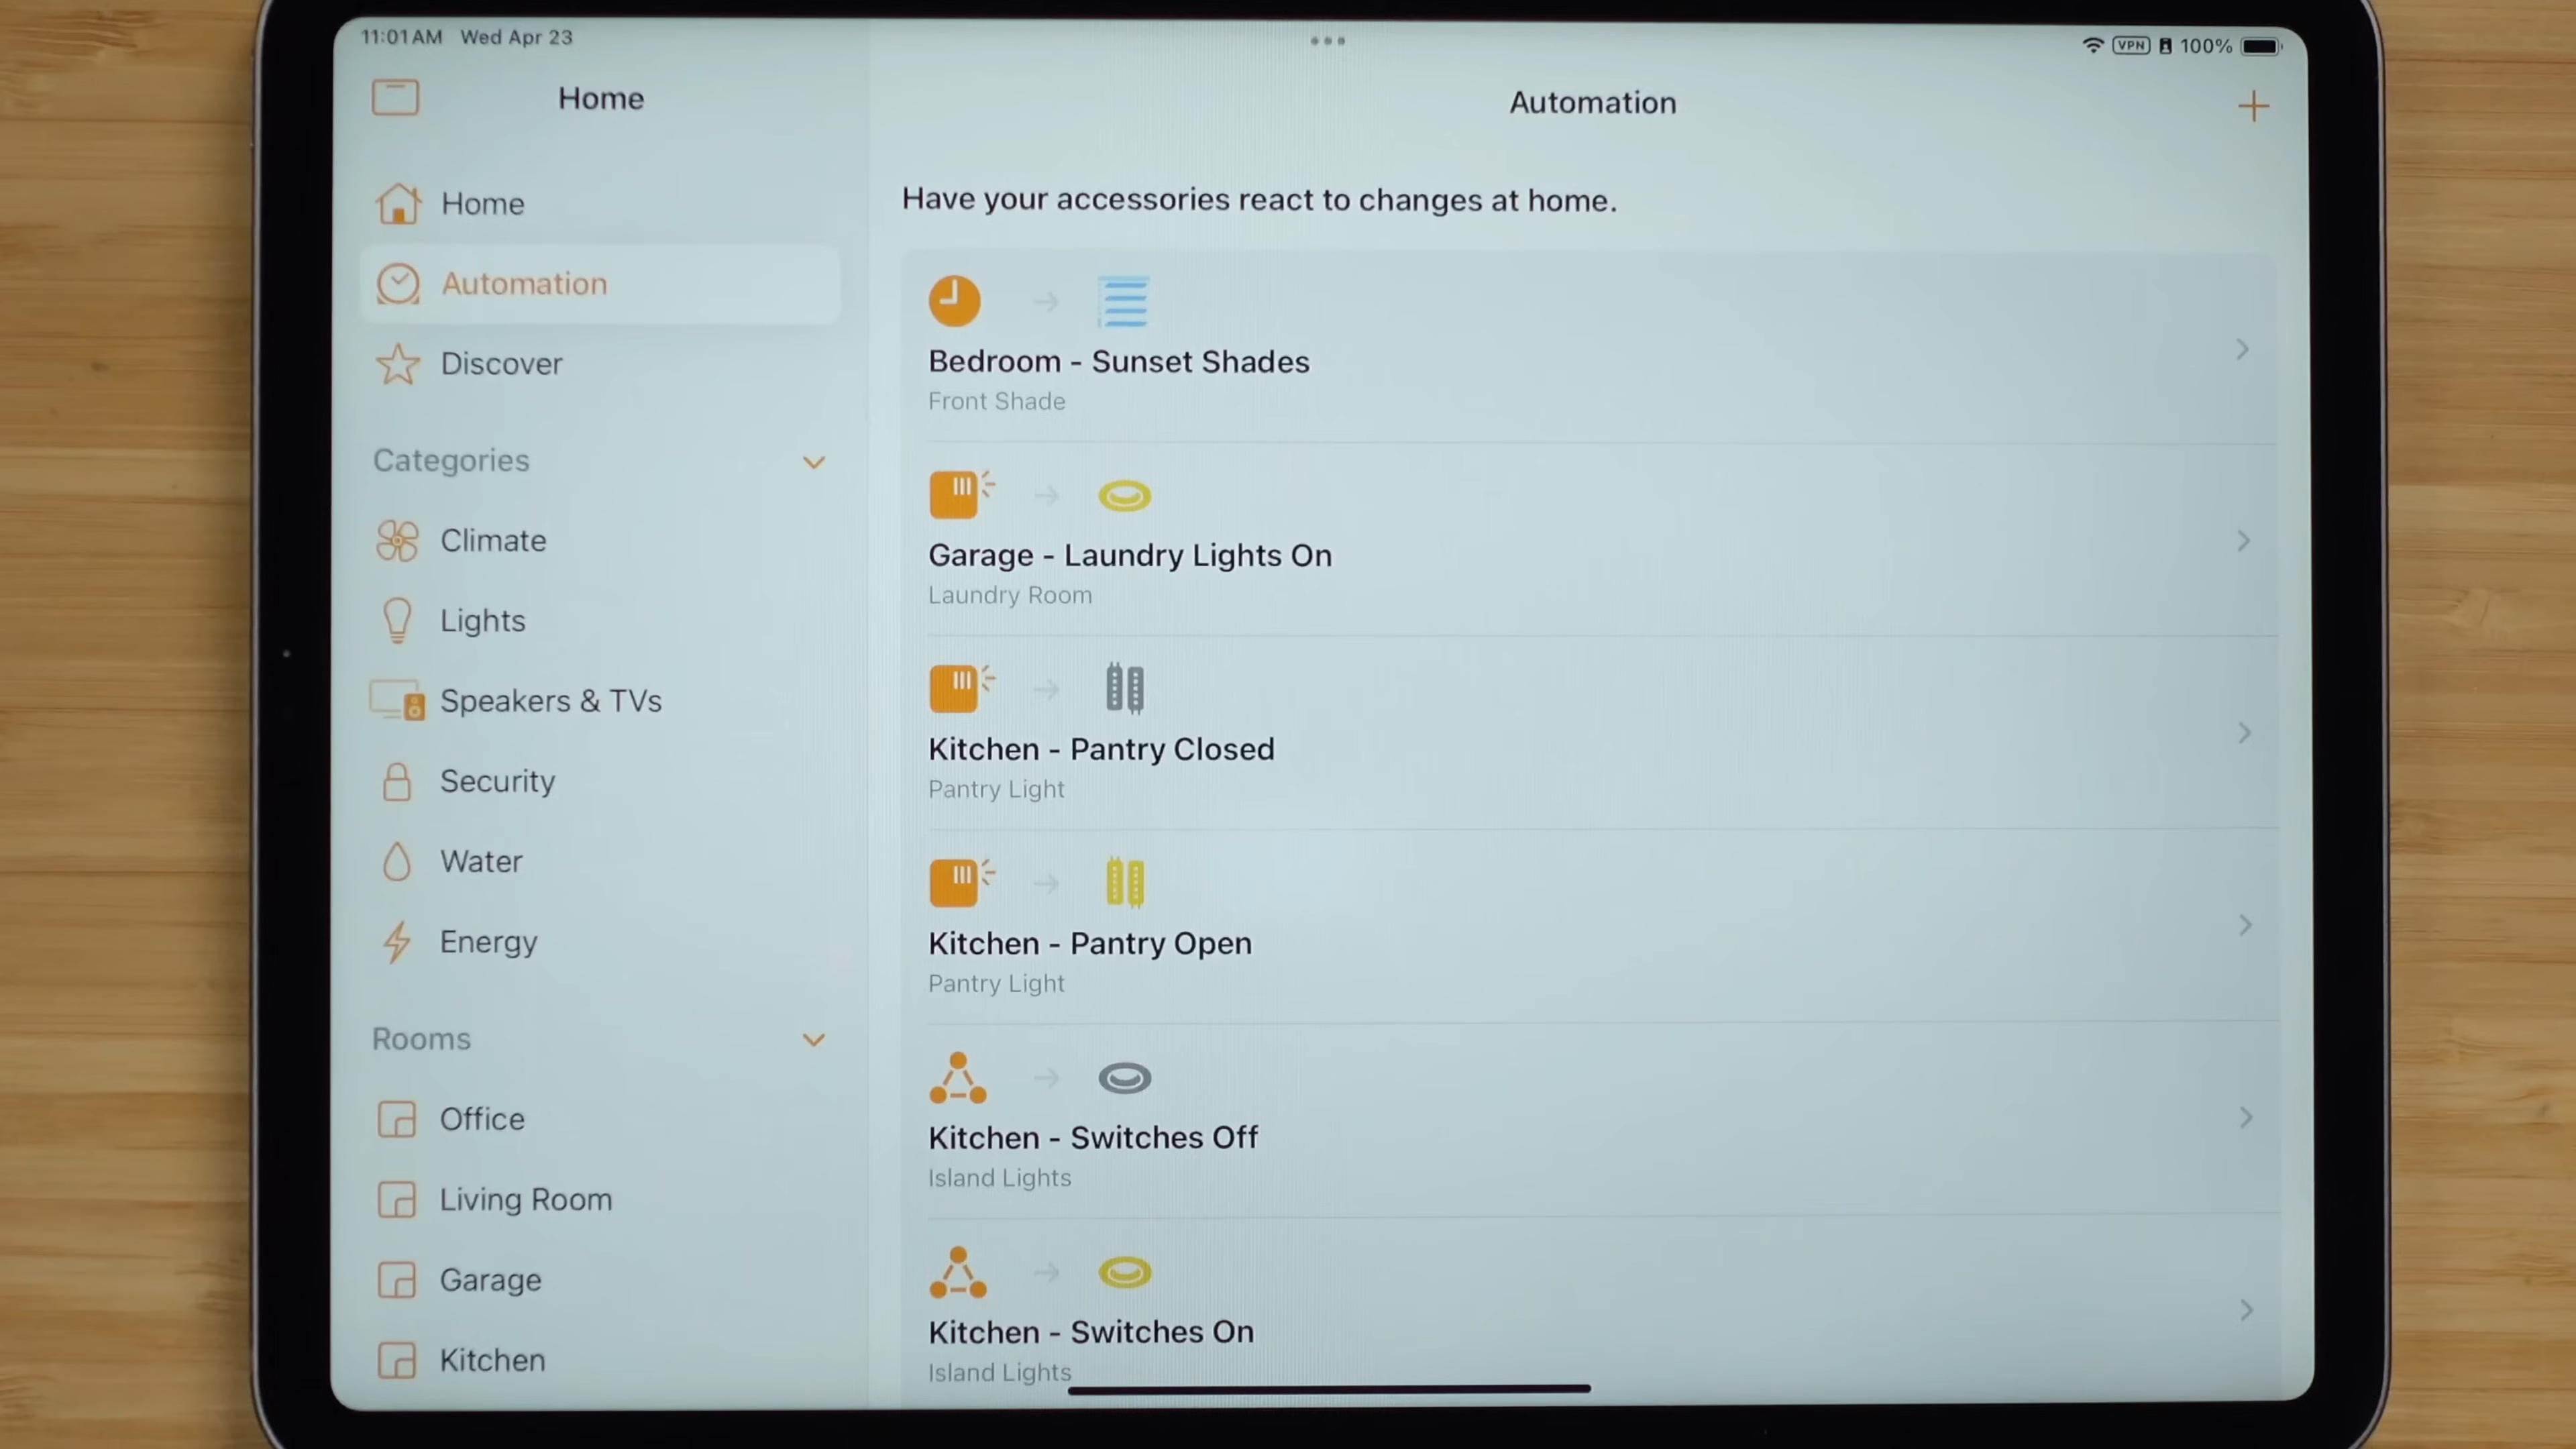 11:01 AM Wed Apr 23
VPN 100%
Home
Home
Automation
Discover
Categories
Climate
Lights
Speakers & TVs
Security
Water
Energy
Rooms
Office
Living Room
Garage
Kitchen
Automation
Have your accessories react to changes at home.
Bedroom - Sunset Shades
Front Shade
Garage - Laundry Lights On
Laundry Room
Kitchen - Pantry Closed
Pantry Light
Kitchen - Pantry Open
Pantry Light
Kitchen - Switches Off
Island Lights
Kitchen - Switches On
Island Lights